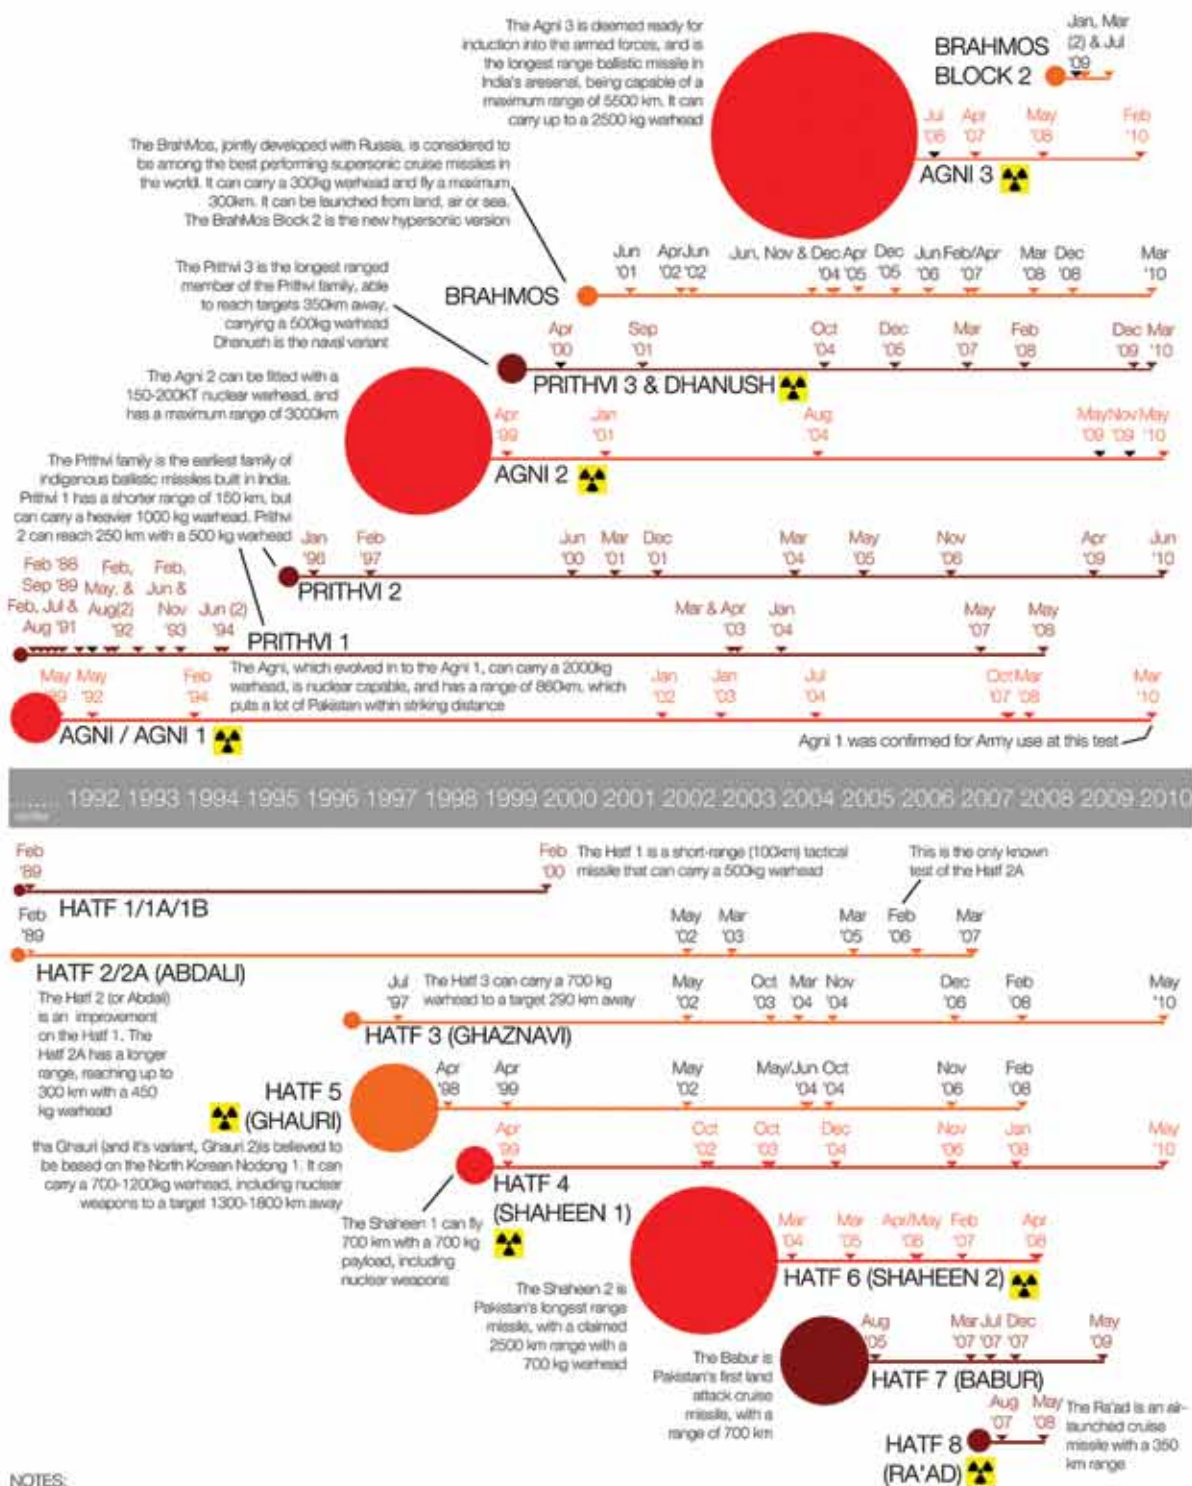 The Agni 3 is deemed ready for
induction into the armed forces, and is
the longest range ballistic missile in
India's aresenal, being capable of a
maximum range of 5500 km. It can
carry up to a 2500 kg warhead
Jan, Mar
(2) & Jul
'09
BRAHMOS
BLOCK 2
Jul Apr May Feb
'06 '07 '08 '10
AGNI 3
The BrahMos, jointly developed with Russia, is considered to
be among the best performing supersonic cruise missiles in
the world. It can carry a 300kg warhead and fly a maximum
300km. It can be launched from land, air or sea.
The BrahMos Block 2 is the new hypersonic version
Jun Apr Jun Jun, Nov & Dec Apr Dec Jun Feb/Apr Mar Dec Mar
'01 '02 '02 '04 '05 '05 '06 '07 '08 '08 '10
BRAHMOS
The Prithvi 3 is the longest ranged
member of the Prithvi family, able
to reach targets 350km away,
carrying a 500kg warhead
Dhanush is the naval variant
Apr Sep Oct Dec Mar Feb Dec Mar
'00 '01 '04 '05 '07 '08 '09 '10
PRITHVI 3 & DHANUSH
The Agni 2 can be fitted with a
150-200KT nuclear warhead, and
has a maximum range of 3000km
Apr Jan Aug May Nov May
'99 '01 '04 '09 '09 '10
AGNI 2
The Prithvi family is the earliest family of
indigenous ballistic missiles built in India.
Prithvi 1 has a shorter range of 150 km, but
can carry a heavier 1000 kg warhead. Prithvi
2 can reach 250 km with a 500 kg warhead
Jan Feb Jun Mar Dec Mar May Nov Apr Jun
'96 '97 '00 '01 '01 '04 '05 '06 '09 '10
PRITHVI 2
Feb '88 Feb, Feb,
Sep '89 May, & Jun &
Feb, Jul & Aug(2) Nov Jun (2)
Aug '91 '92 '93 '94
Mar & Apr Jan May May
'03 '04 '07 '08
PRITHVI 1
The Agni, which evolved in to the Agni 1, can carry a 2000kg
warhead, is nuclear capable, and has a range of 860km, which
puts a lot of Pakistan within striking distance
May May Feb Jan Jan Jul Oct Mar Mar
'89 '92 '94 '02 '03 '04 '07 '08 '10
AGNI / AGNI 1
Agni 1 was confirmed for Army use at this test
........ 1992 1993 1994 1995 1996 1997 1998 1999 2000 2001 2002 2003 2004 2005 2006 2007 2008 2009 2010
Feb Feb
'89 '00
The Hatf 1 is a short-range (100km) tactical
missile that can carry a 500kg warhead
This is the only known
test of the Hatf 2A
HATF 1/1A/1B
Feb May Mar Mar Feb Mar
'89 '02 '03 '05 '06 '07
HATF 2/2A (ABDALI)
The Hatf 2 (or Abdali)
is an improvement
on the Hatf 1. The
Hatf 2A has a longer
range, reaching up to
300 km with a 450
kg warhead
The Hatf 3 can carry a 700 kg
warhead to a target 290 km away
Jul May Oct Mar Nov Dec Feb May
'97 '02 '03 '04 '04 '06 '08 '10
HATF 3 (GHAZNAVI)
Apr Apr May May/Jun Oct Nov Feb
'98 '99 '02 '04 '04 '06 '08
HATF 5
(GHAURI)
tha Ghauri (and it's variant, Ghauri 2)is believed to
be based on the North Korean Nodong 1. It can
carry a 700-1200kg warhead, including nuclear
weapons to a target 1300-1800 km away
Apr Oct Oct Dec Nov Jan May
'99 '02 '03 '04 '06 '08 '10
HATF 4
(SHAHEEN 1)
The Shaheen 1 can fly
700 km with a 700 kg
payload, including
nuclear weapons
Mar Mar Apr/May Feb Apr
'04 '05 '06 '07 '08
HATF 6 (SHAHEEN 2)
The Shaheen 2 is
Pakistan's longest range
missile, with a claimed
2500 km range with a
700 kg warhead
Aug Mar Jul Dec May
'05 '07 '07 '07 '09
HATF 7 (BABUR)
The Babur is
Pakistan's first land
attack cruise
missile, with a
range of 700 km
Aug May
'07 '08
The Ra'ad is an air-
launched cruise
missile with a 350
km range
HATF 8
(RA'AD)
NOTES: